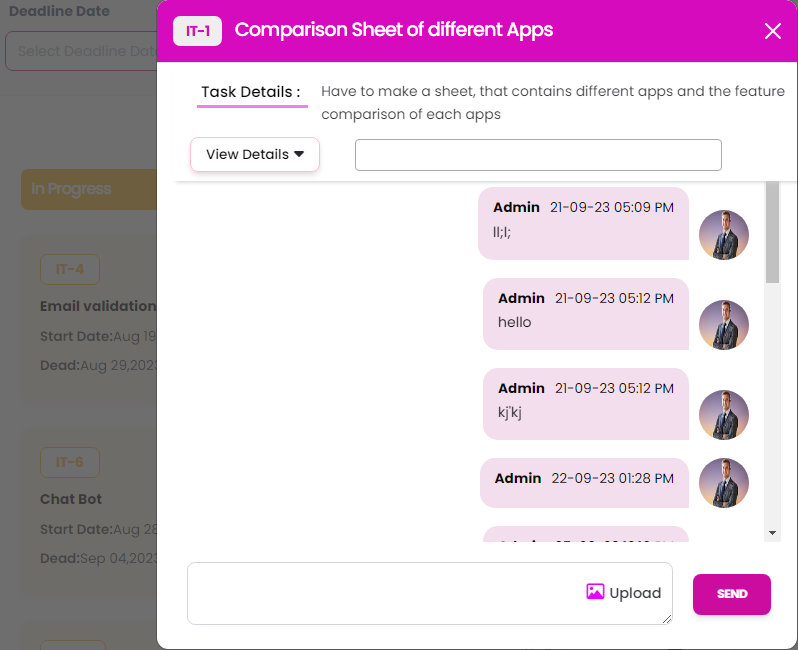 Deadline Date
Select Deadline Dat
In Progress
IT-4
Email validation
Start Date:Aug 19
Dead:Aug 29,2023
IT-6
Chat Bot
Start Date:Aug 28
Dead:Sep 04,2023
IT-1
Comparison Sheet of different Apps
Task Details :
Have to make a sheet, that contains different apps and the feature
comparison of each apps
View Details
Admin 21-09-23 05:09 PM
ll;l;
Admin 21-09-23 05:12 PM
hello
Admin 21-09-23 05:12 PM
kj'kj
Admin 22-09-23 01:28 PM
Upload
SEND